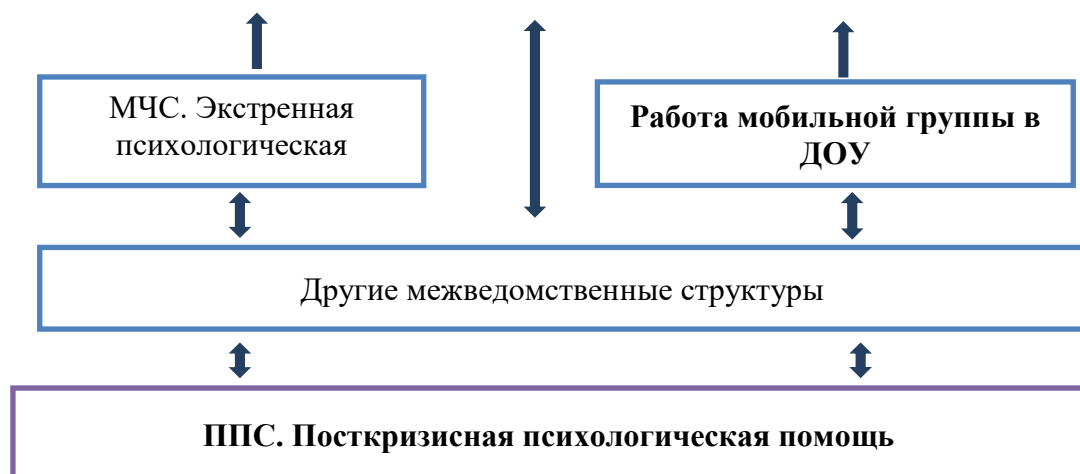 МЧС. Экстренная
психологическая
Работа мобильной группы в
ДОУ
Другие межведомственные структуры
ППС. Посткризисная психологическая помощь